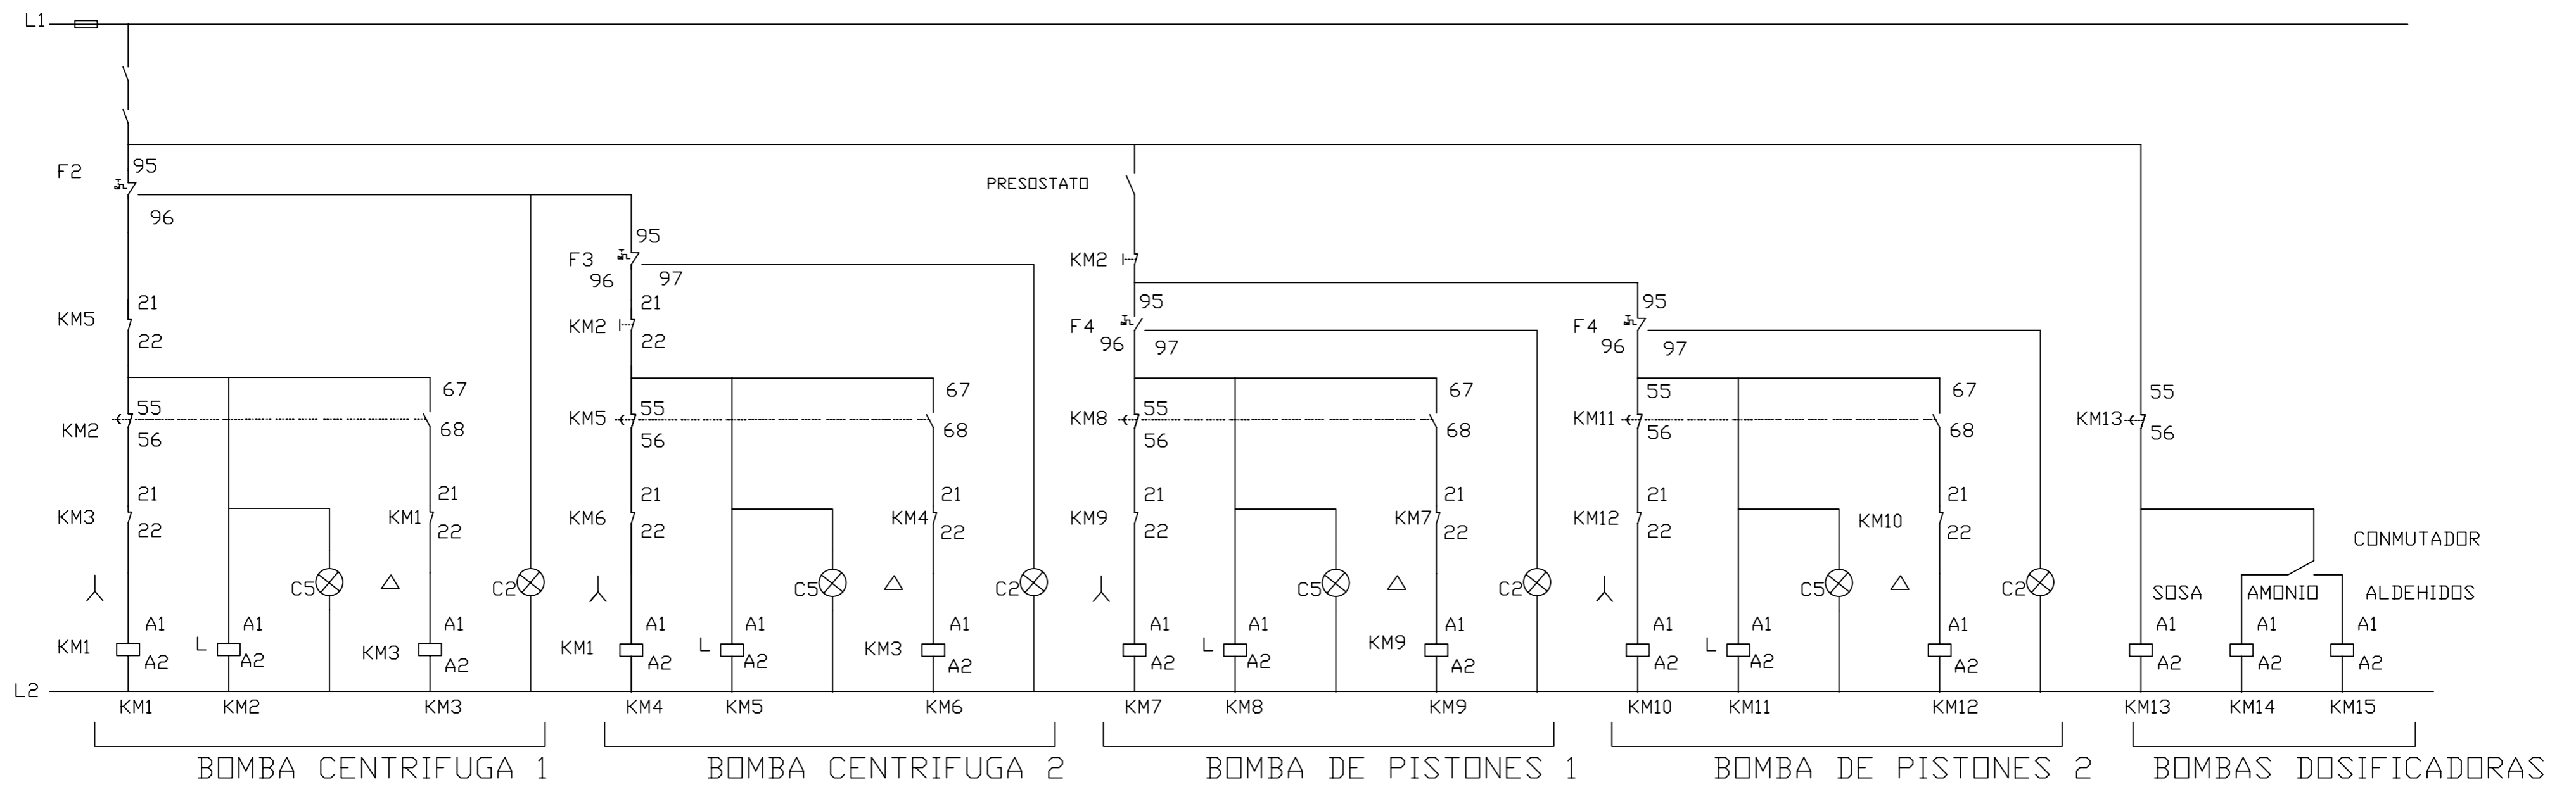 L1
F2
95
96
PRESOSTATO
F3
95
96
97
KM2
KM5
21
22
KM2
21
22
F4
95
96
97
F4
95
96
97
KM2
55
56
67
68
KM5
55
56
67
68
KM8
55
56
67
68
KM11
55
56
67
68
KM13
55
56
KM3
21
22
KM1
21
22
KM6
21
22
KM4
21
22
KM9
21
22
KM7
21
22
KM12
21
22
KM10
21
22
CONMUTADOR
C5
C2
C5
C2
C5
C2
C5
C2
SOSA
AMONIO
ALDEHIDOS
KM1
A1
A2
L
A1
A2
KM3
A1
A2
KM1
A1
A2
L
A1
A2
KM3
A1
A2
A1
A2
L
A1
A2
KM9
A1
A2
A1
A2
L
A1
A2
A1
A2
A1
A2
A1
A2
A1
A2
L2
KM1 KM2 KM3 KM4 KM5 KM6 KM7 KM8 KM9 KM10 KM11 KM12 KM13 KM14 KM15
BOMBA CENTRIFUGA 1
BOMBA CENTRIFUGA 2
BOMBA DE PISTONES 1
BOMBA DE PISTONES 2
BOMBAS DOSIFICADORAS